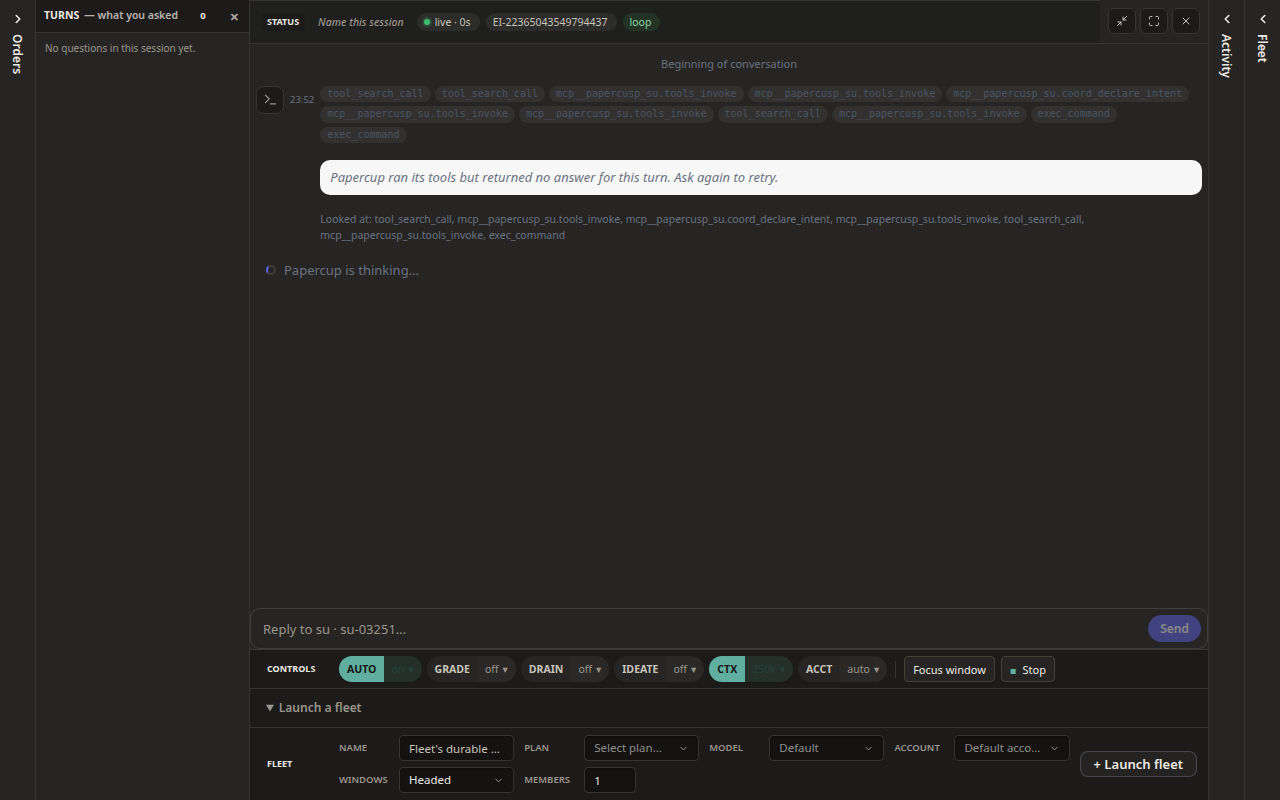 Orders
TURNS — what you asked 0 ×
No questions in this session yet.
STATUS Name this session live · 0s EI-22365043549794437 loop
Beginning of conversation
23:52 tool_search_call tool_search_call mcp__papercusp_su.tools_invoke mcp__papercusp_su.tools_invoke mcp__papercusp_su.coord_declare_intent
mcp__papercusp_su.tools_invoke mcp__papercusp_su.tools_invoke tool_search_call mcp__papercusp_su.tools_invoke exec_command
exec_command
Papercup ran its tools but returned no answer for this turn. Ask again to retry.
Looked at: tool_search_call, mcp__papercusp_su.tools_invoke, mcp__papercusp_su.coord_declare_intent, mcp__papercusp_su.tools_invoke, tool_search_call,
mcp__papercusp_su.tools_invoke, exec_command
Papercup is thinking...
Reply to su · su-03251... Send
CONTROLS AUTO on ▾ GRADE off ▾ DRAIN off ▾ IDEATE off ▾ CTX 250k ▾ ACCT auto ▾ Focus window Stop
▼ Launch a fleet
FLEET
NAME Fleet's durable ... PLAN Select plan... MODEL Default ACCOUNT Default acco...
WINDOWS Headed MEMBERS 1
+ Launch fleet
Activity
Fleet